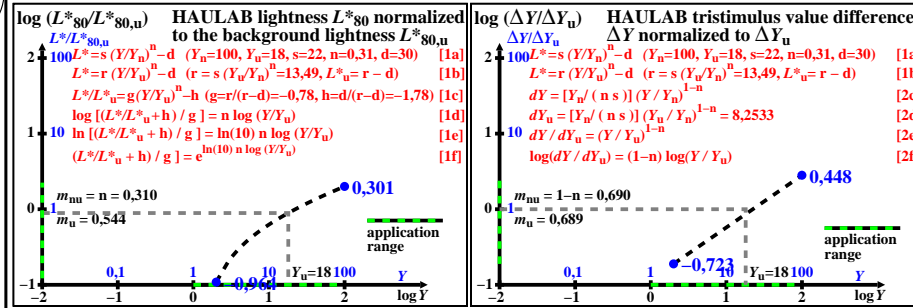 log (L*80/L*80,u)
HAULAB lightness L*80 normalized
to the background lightness L*80,u
L*/L*80,u
L*=s (Y/Yn)^n−d (Yn=100, Yu=18, s=22, n=0,31, d=30) [1a]
L*=r (Y/Yu)^n−d (r = s (Yu/Yn)^n=13,49, L*u= r − d) [1b]
L*/L*u=g(Y/Yu)^n−h (g=r/(r−d)=−0,78, h=d/(r−d)=−1,78) [1c]
log [(L*/L*u+h) / g ] = n log (Y/Yu) [1d]
ln [(L*/L*u + h) / g ] = ln(10) n log (Y/Yu) [1e]
(L*/L*u + h) / g ] = e^ln(10) n log (Y/Yu) [1f]
2
100
1
10
0
1
−1
mnu = n = 0,310
mu = 0,544
0,301
−0,964
application
range
Yu=18
0,1 1 10 100 Y
−2 −1 0 1 2 log Y
log (ΔY/ΔYu)
HAULAB tristimulus value difference
ΔY normalized to ΔYu
ΔY/ΔYu
L*=s (Y/Yn)^n−d (Yn=100, Yu=18, s=22, n=0,31, d=30) [1a
L*=r (Y/Yu)^n−d (r = s (Yu/Yn)^n=13,49, L*u= r − d) [1b
dY = [Yn/ ( n s )] (Y / Yn)^1−n
dYu = [Yn/ ( n s )] (Yu / Yn)^1−n = 8,2533
dY / dYu = (Y / Yu)^1−n [2e
log(dY / dYu) = (1−n) log(Y / Yu) [2f
2
100
1
10
0
1
−1
mnu = 1−n = 0,690
mu = 0,689
0,448
−0,723
application
range
Yu=18
0,1 1 10 100 Y
−2 −1 0 1 2 log Y